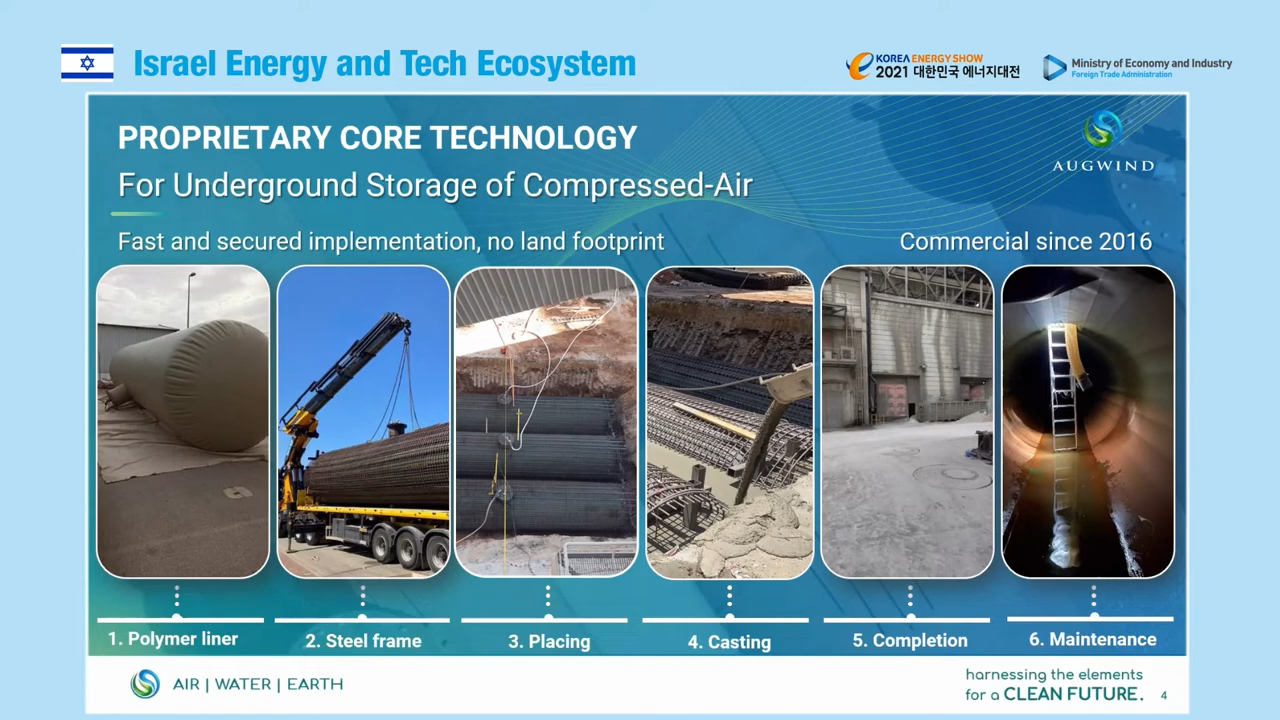 Israel Energy and Tech Ecosystem
KOREA ENERGY SHOW
2021 대한민국 에너지대전
Ministry of Economy and Industry
Foreign Trade Administration
PROPRIETARY CORE TECHNOLOGY
For Underground Storage of Compressed-Air
AUGWIND
Fast and secured implementation, no land footprint
Commercial since 2016
1. Polymer liner
2. Steel frame
3. Placing
4. Casting
5. Completion
6. Maintenance
AIR | WATER | EARTH
harnessing the elements
for a CLEAN FUTURE.
4